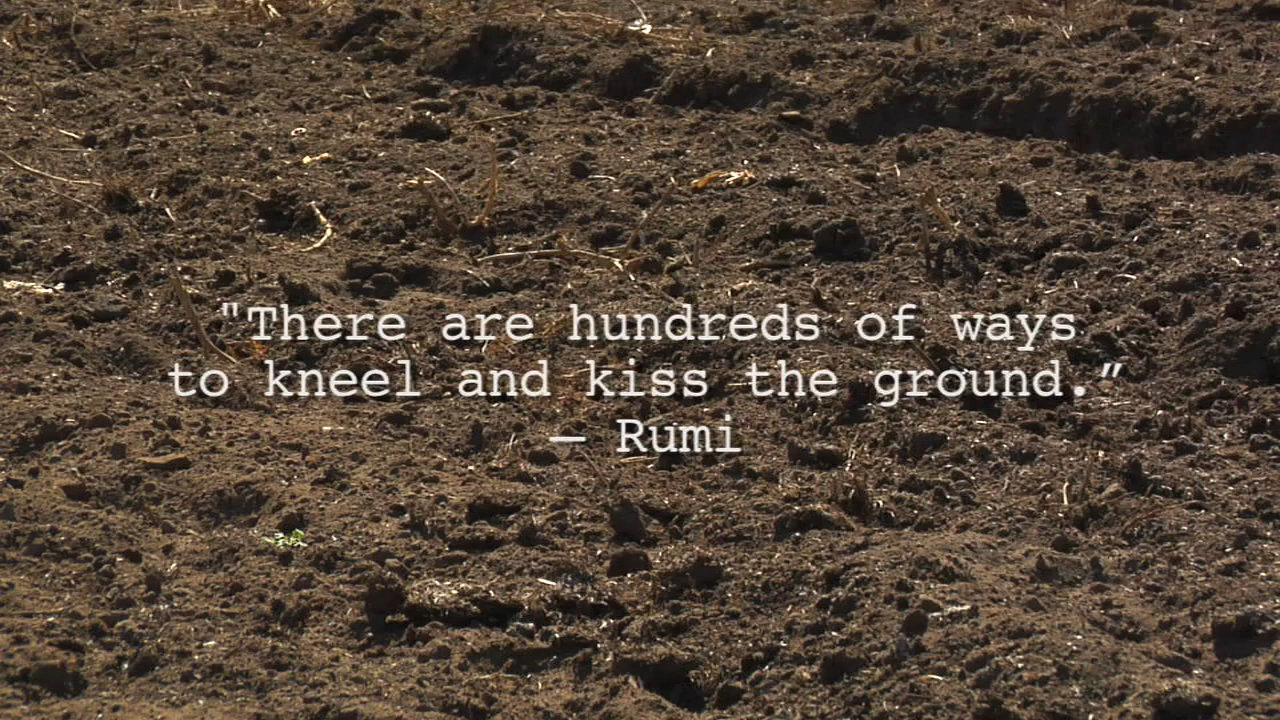 "There are hundreds of ways
to kneel and kiss the ground.”
— Rumi